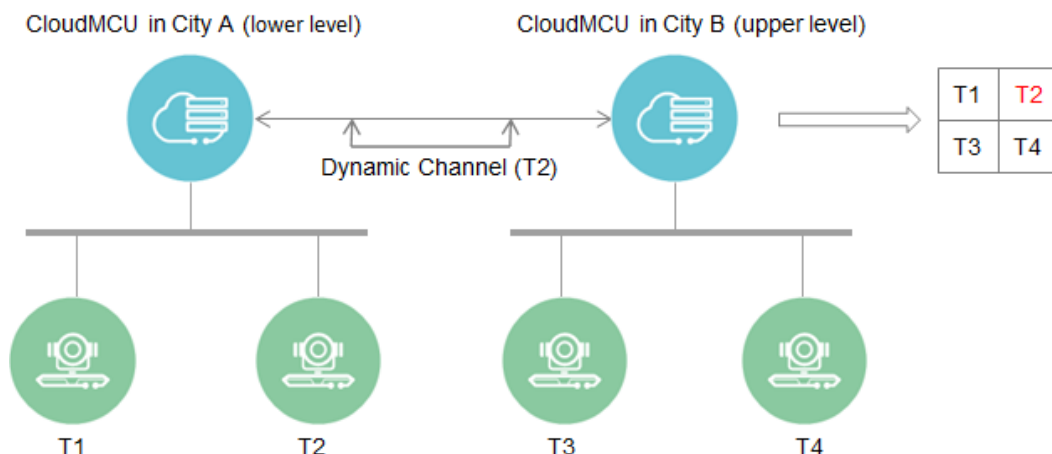 CloudMCU in City A (lower level)
CloudMCU in City B (upper level)
T1 T2
T3 T4
Dynamic Channel (T2)
T1 T2 T3 T4